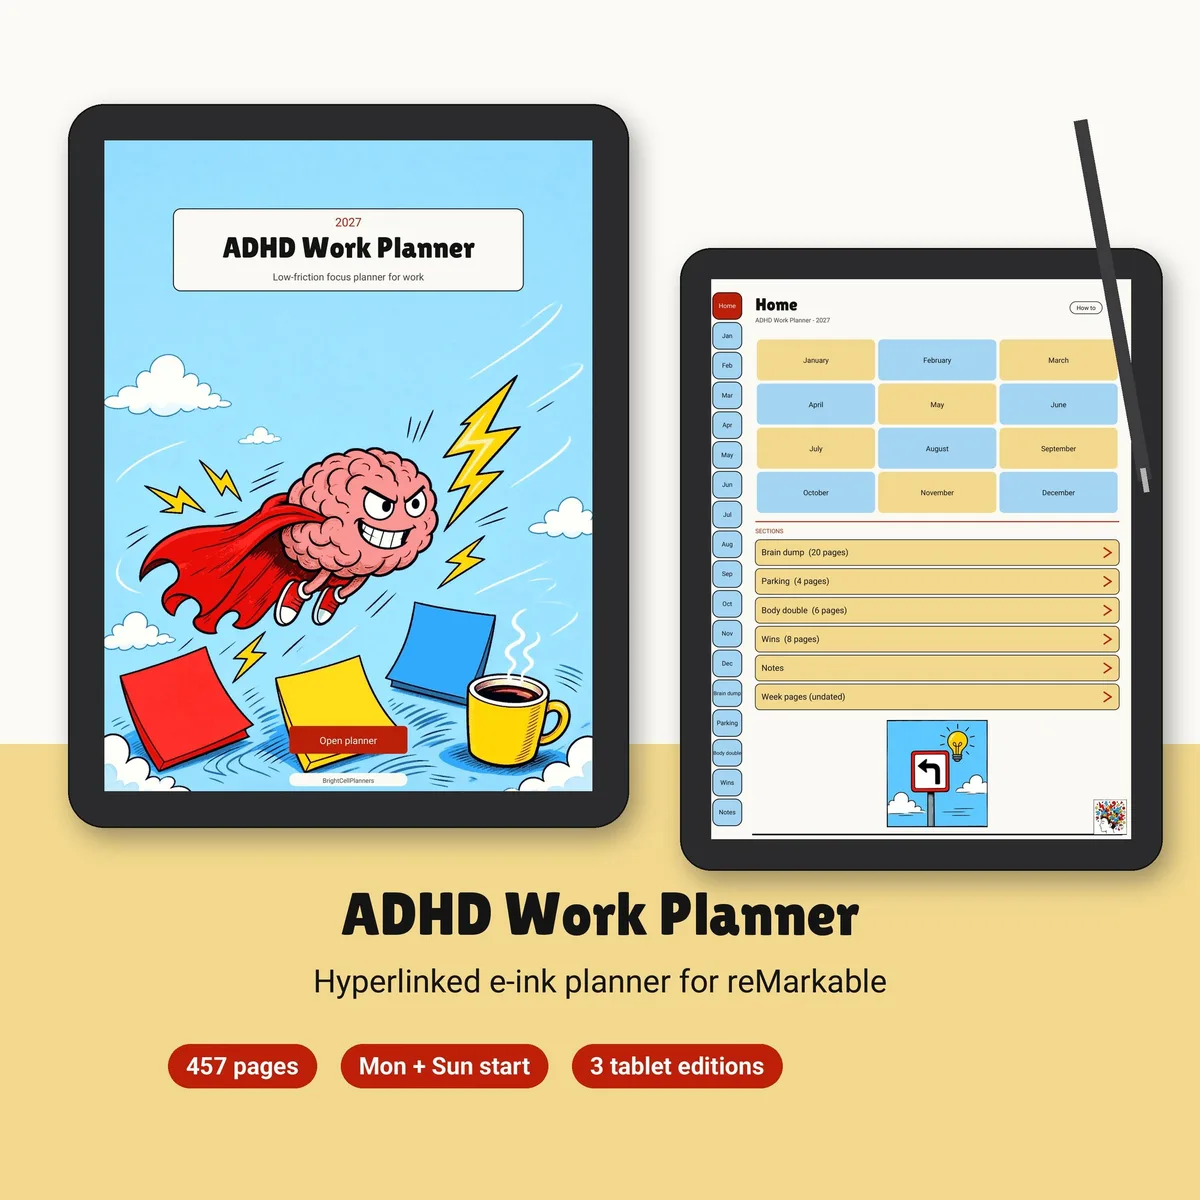 2027
ADHD Work Planner
Low-friction focus planner for work
Open planner
BrightCellPlanners
Home
Jan
Feb
Mar
Apr
May
Jun
Jul
Aug
Sep
Oct
Nov
Dec
Brain dump
Parking
Body double
Wins
Notes
Home
How to
ADHD Work Planner - 2027
January
February
March
April
May
June
July
August
September
October
November
December
SECTIONS
Brain dump (20 pages)
Parking (4 pages)
Body double (6 pages)
Wins (8 pages)
Notes
Week pages (undated)
ADHD Work Planner
Hyperlinked e-ink planner for reMarkable
457 pages
Mon + Sun start
3 tablet editions